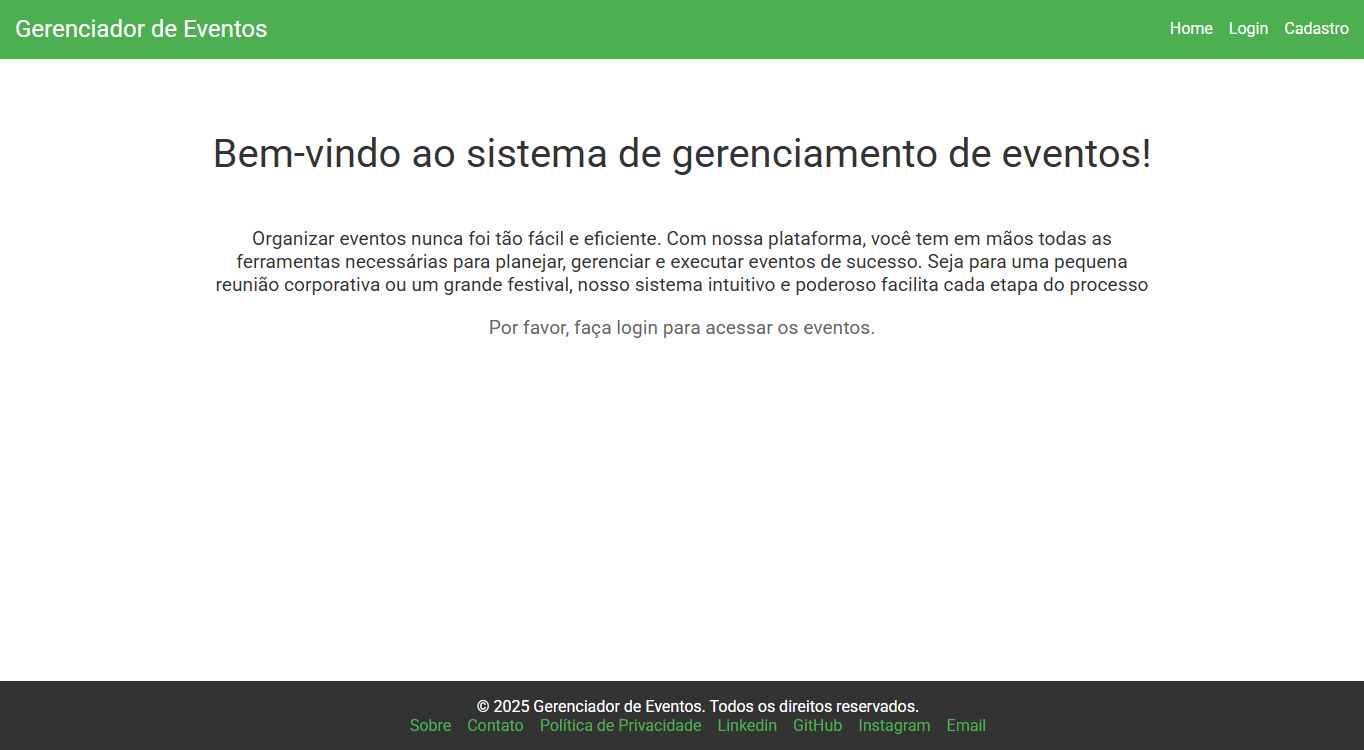 Gerenciador de Eventos
Home Login Cadastro
Bem-vindo ao sistema de gerenciamento de eventos!
Organizar eventos nunca foi tão fácil e eficiente. Com nossa plataforma, você tem em mãos todas as
ferramentas necessárias para planejar, gerenciar e executar eventos de sucesso. Seja para uma pequena
reunião corporativa ou um grande festival, nosso sistema intuitivo e poderoso facilita cada etapa do processo
Por favor, faça login para acessar os eventos.
© 2025 Gerenciador de Eventos. Todos os direitos reservados.
Sobre Contato Política de Privacidade Linkedin GitHub Instagram Email